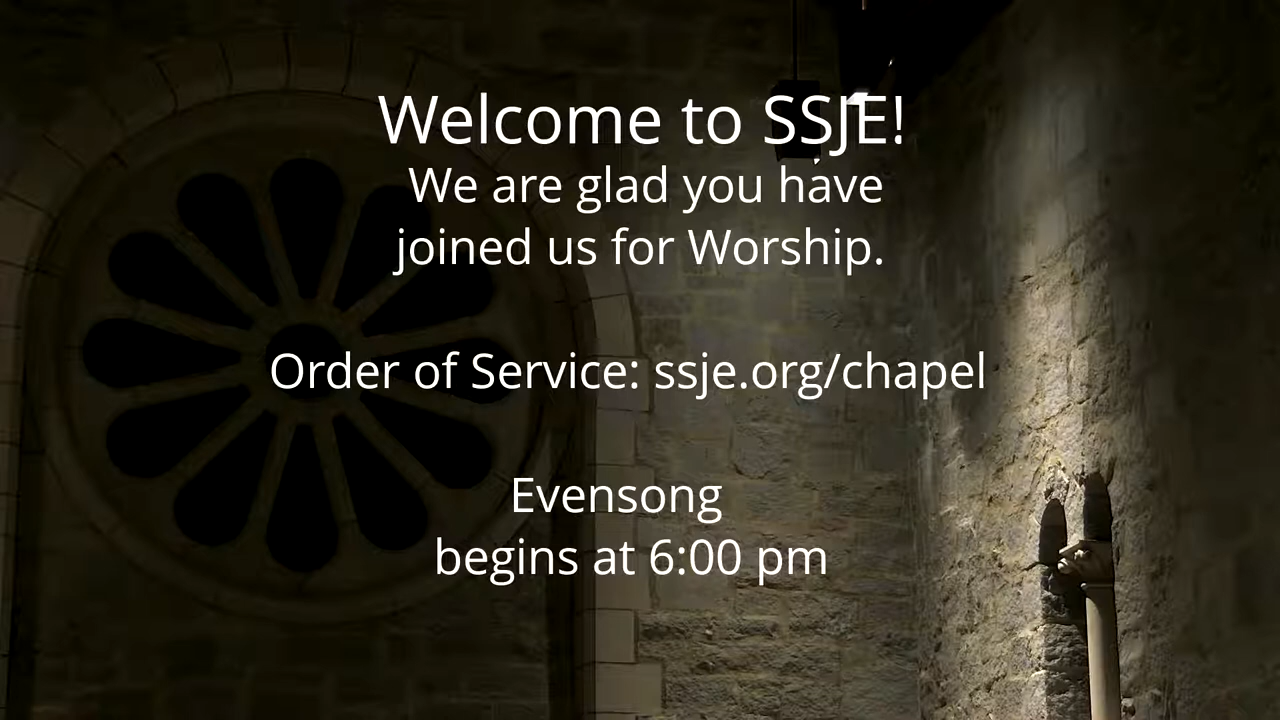 Welcome to SSJE!
We are glad you have
joined us for Worship.
Order of Service: ssje.org/chapel
Evensong
begins at 6:00 pm